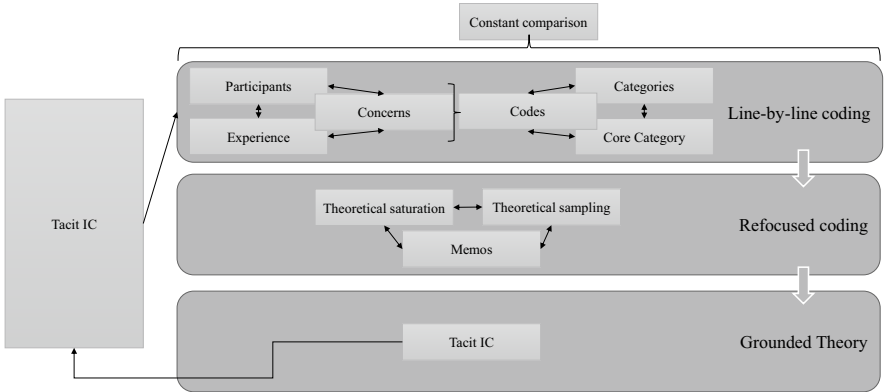 Constant comparison
Participants
Categories
Concerns
Codes
Line-by-line coding
Experience
Core Category
Tacit IC
Theoretical saturation
Theoretical sampling
Refocused coding
Memos
Tacit IC
Grounded Theory